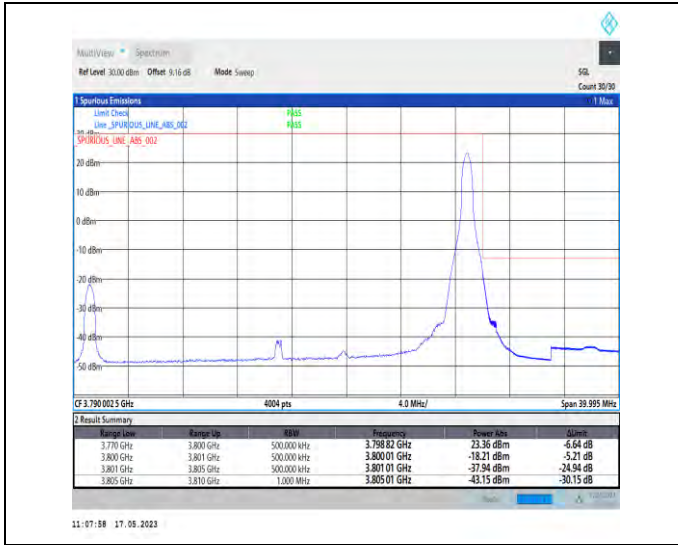 MultiView Spectrum
Ref Level 30.00 dBm Offset 9.16 dB Mode Sweep SGL
Count 30/30
1 Spurious Emissions 1 Max
Limit Check PASS
Line _SPURIOUS_LINE_ABS_002 PASS
_SPURIOUS_LINE_ABS_002
20 dBm
10 dBm
0 dBm
-10 dBm
-20 dBm
-30 dBm
-40 dBm
-50 dBm
CF 3.790 002 5 GHz 4004 pts 4.0 MHz/ Span 39.995 MHz
2 Result Summary
Range Low Range Up RBW Frequency Power Abs ΔLimit
3.770 GHz 3.800 GHz 500.000 kHz 3.798 82 GHz 23.36 dBm -6.64 dB
3.800 GHz 3.801 GHz 500.000 kHz 3.800 01 GHz -18.21 dBm -5.21 dB
3.801 GHz 3.805 GHz 500.000 kHz 3.801 01 GHz -37.94 dBm -24.94 dB
3.805 GHz 3.810 GHz 1.000 MHz 3.805 01 GHz -43.15 dBm -30.15 dB
11:07:58 17.05.2023